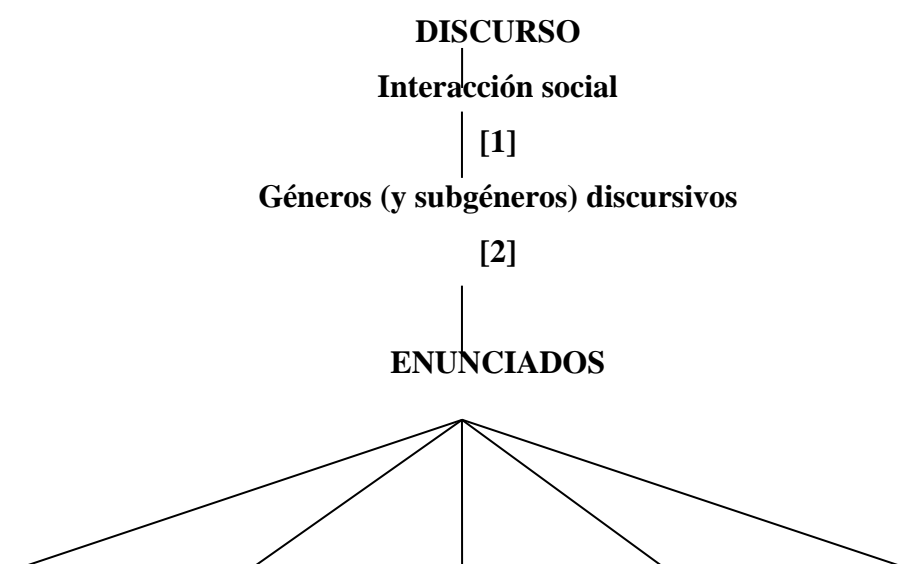 DISCURSO
Interacción social
[1]
Géneros (y subgéneros) discursivos
[2]
ENUNCIADOS